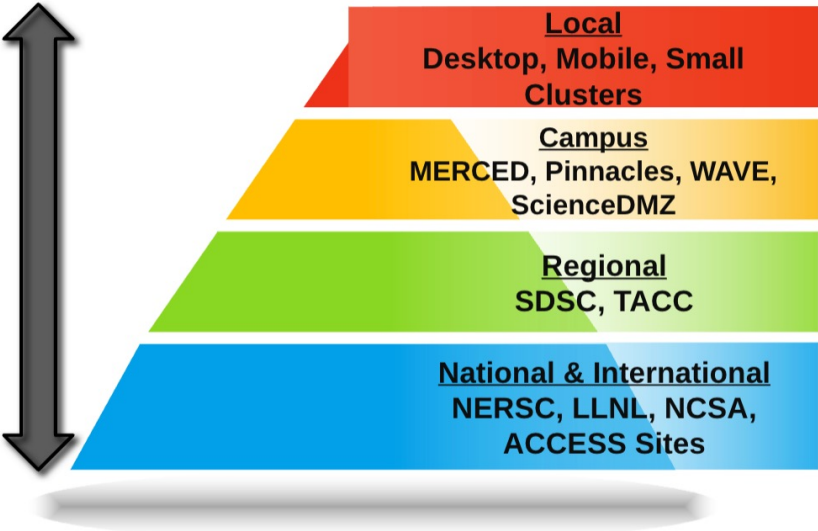 Local
Desktop, Mobile, Small
Clusters
Campus
MERCED, Pinnacles, WAVE,
ScienceDMZ
Regional
SDSC, TACC
National & International
NERSC, LLNL, NCSA,
ACCESS Sites